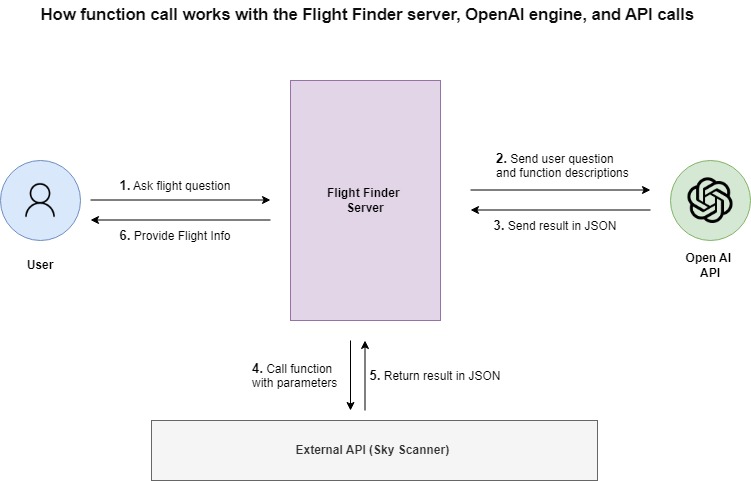 How function call works with the Flight Finder server, OpenAI engine, and API calls
1. Ask flight question
6. Provide Flight Info
User
Flight Finder
Server
2. Send user question
and function descriptions
3. Send result in JSON
Open AI
API
4. Call function
with parameters
5. Return result in JSON
External API (Sky Scanner)